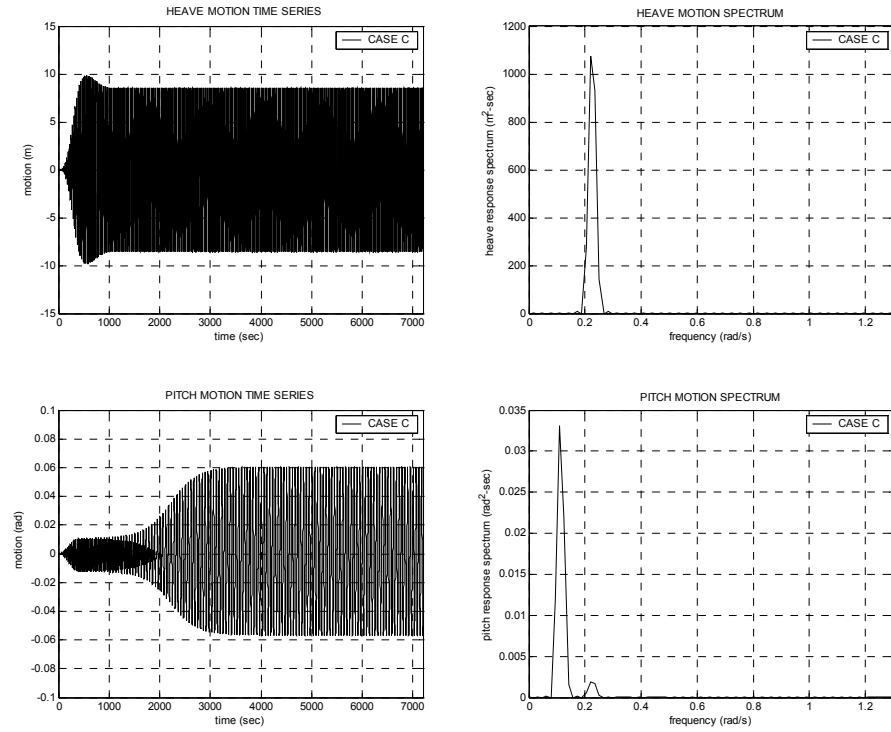 HEAVE MOTION TIME SERIES
CASE C
motion (m)
15
10
5
0
-5
-10
-15
0 1000 2000 3000 4000 5000 6000 7000
time (sec)
HEAVE MOTION SPECTRUM
CASE C
heave response spectrum (m²-sec)
1200
1000
800
600
400
200
0
0 0.2 0.4 0.6 0.8 1 1.2
frequency (rad/s)
PITCH MOTION TIME SERIES
CASE C
motion (rad)
0.1
0.08
0.06
0.04
0.02
0
-0.02
-0.04
-0.06
-0.08
-0.1
0 1000 2000 3000 4000 5000 6000 7000
time (sec)
PITCH MOTION SPECTRUM
CASE C
pitch response spectrum (rad²-sec)
0.035
0.03
0.025
0.02
0.015
0.01
0.005
0
0 0.2 0.4 0.6 0.8 1 1.2
frequency (rad/s)